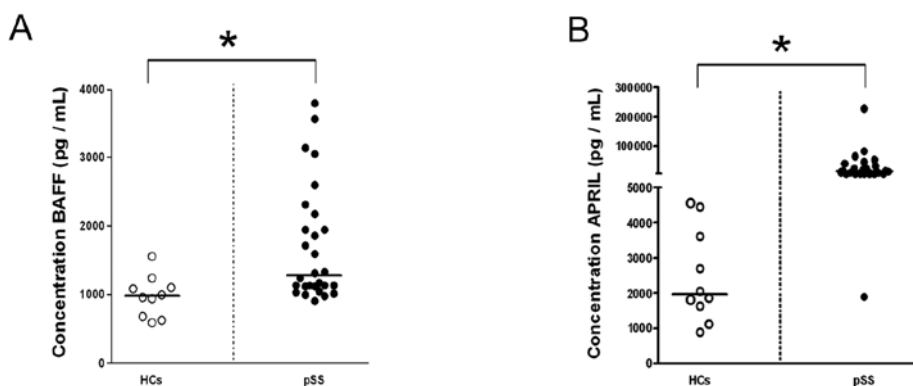 A
*
Concentration BAFF (pg / mL)
4000
3000
2000
1000
0
HCs
pSS
B
*
Concentration APRIL (pg / mL)
300000
200000
100000
5000
4000
3000
2000
1000
0
HCs
pSS